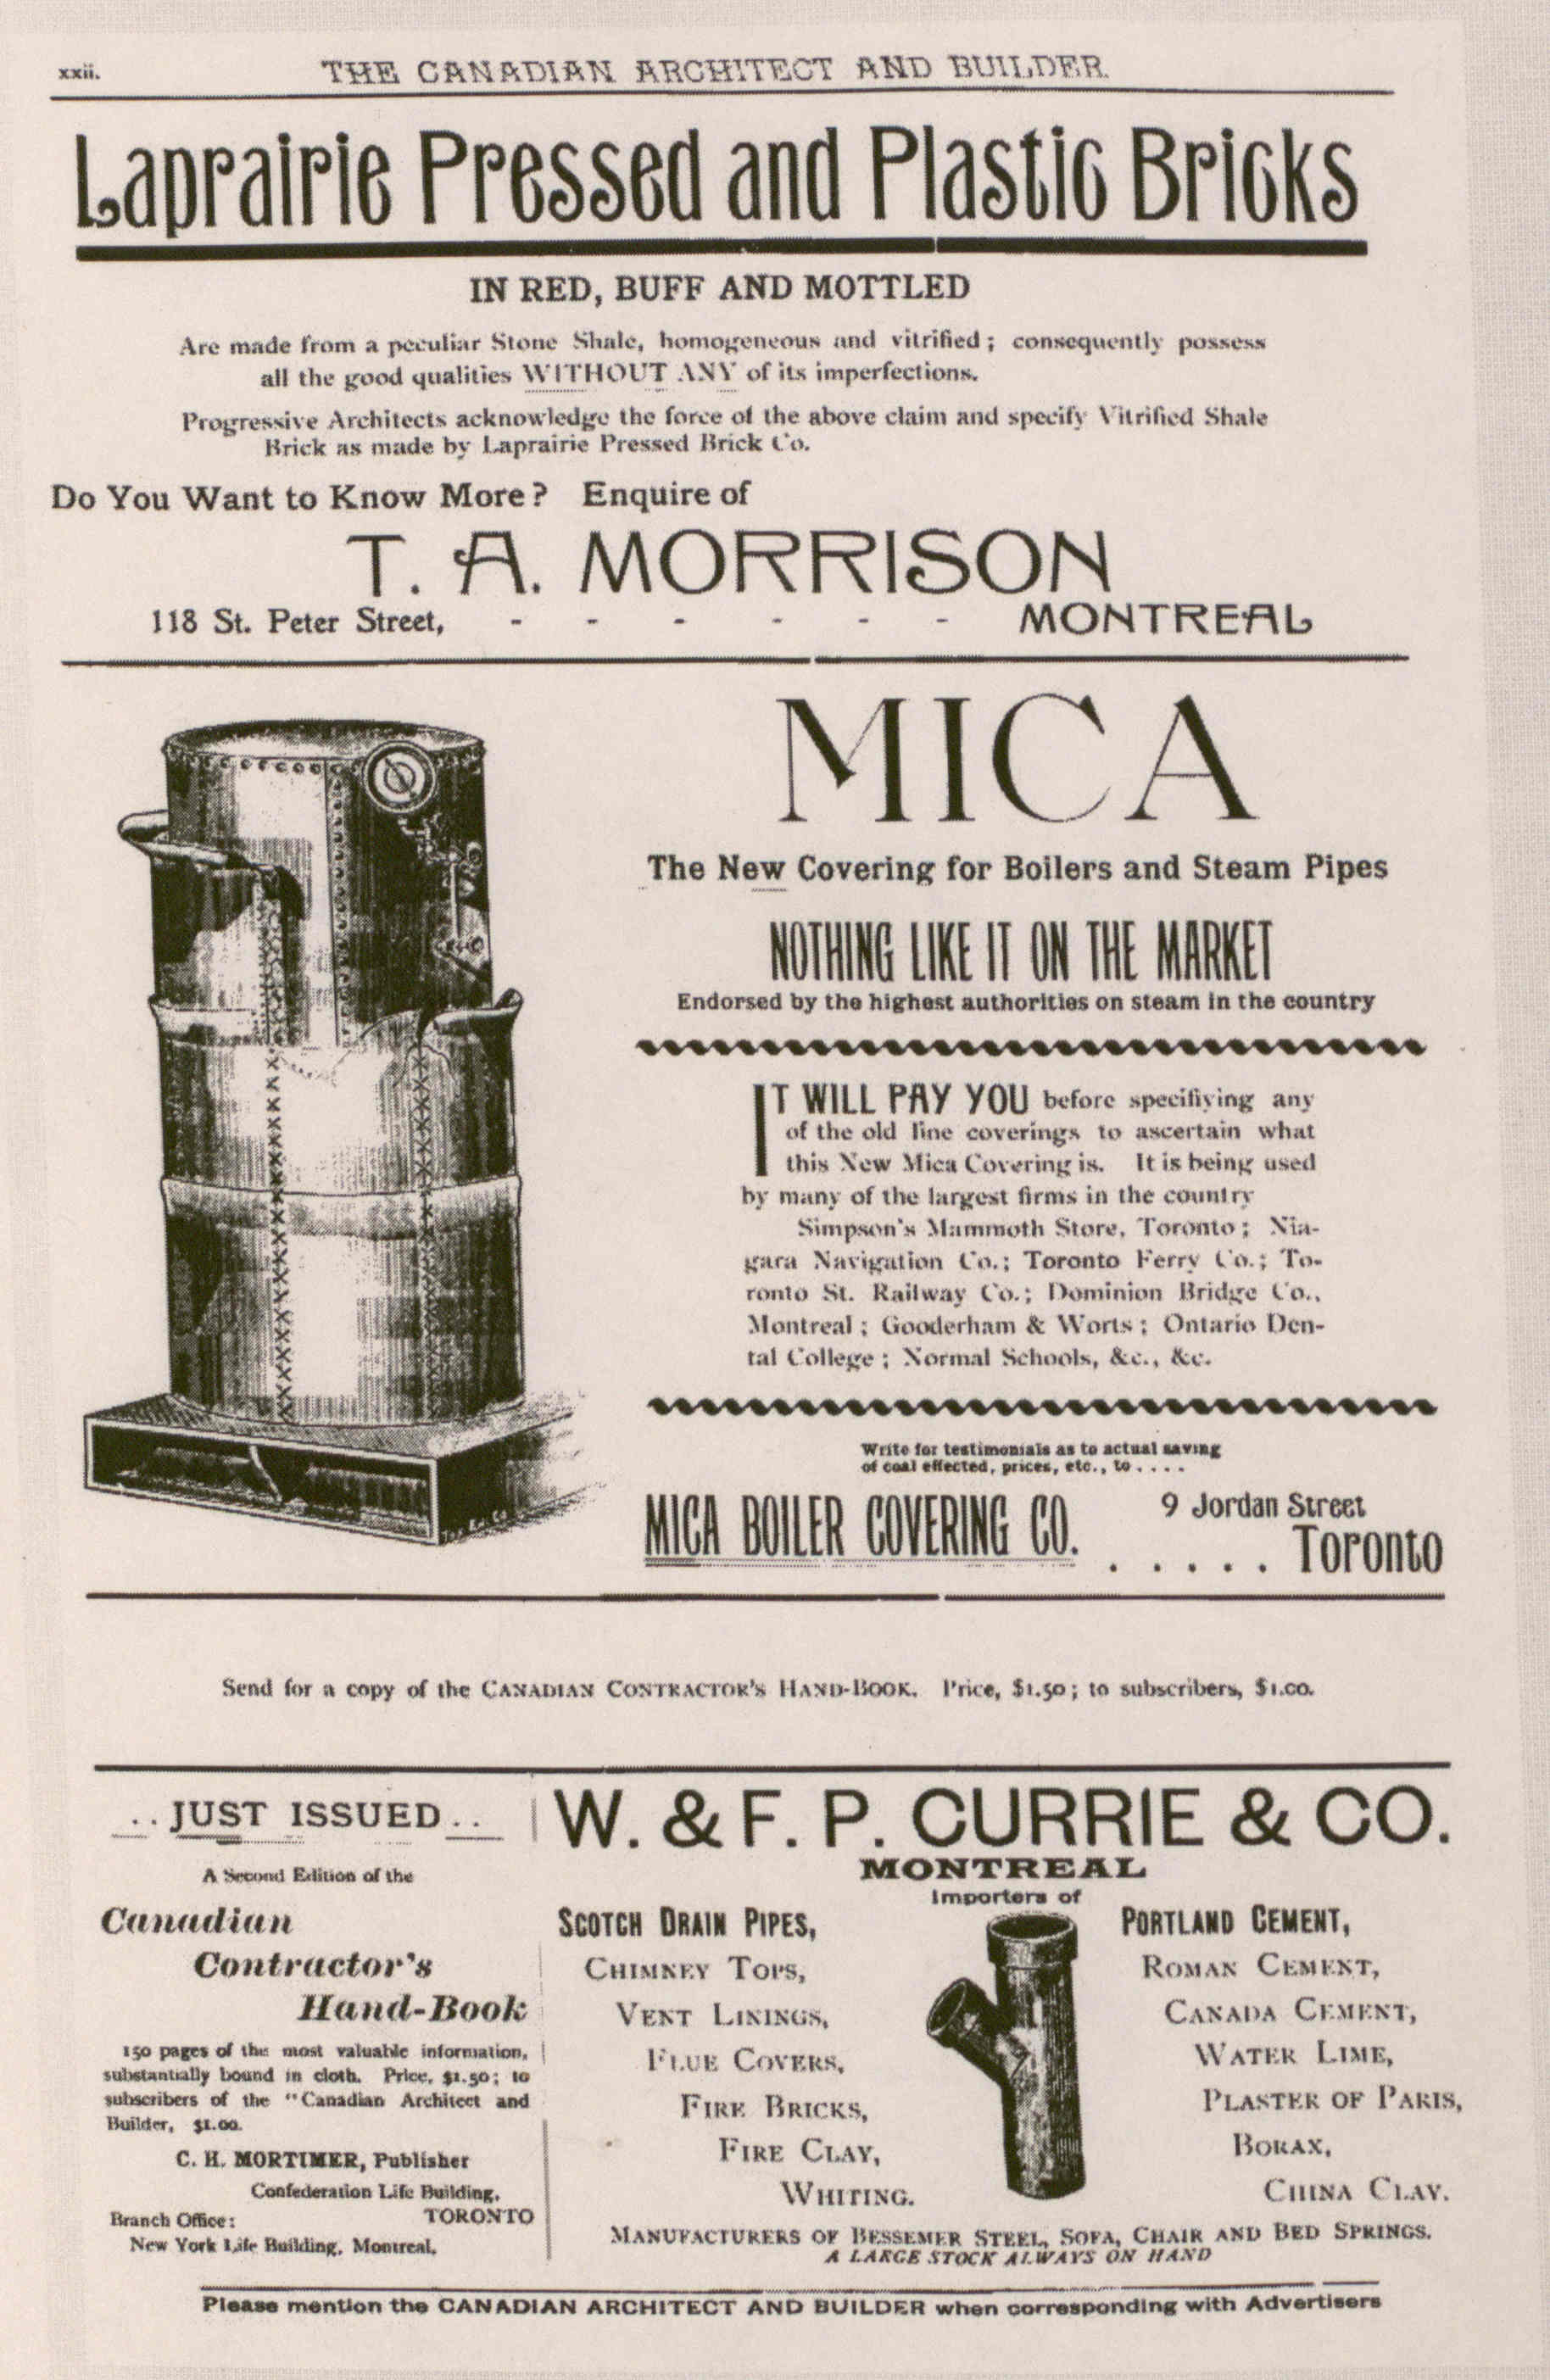 xxii.
THE CANADIAN ARCHITECT AND BUILDER.
Laprairie Pressed and Plastic Bricks
IN RED, BUFF AND MOTTLED
Are made from a peculiar Stone Shale, homogeneous and vitrified ; consequently possess
all the good qualities WITHOUT ANY of its imperfections.
Progressive Architects acknowledge the force of the above claim and specify Vitrified Shale
Brick as made by Laprairie Pressed Brick Co.
Do You Want to Know More? Enquire of
T. A. MORRISON
118 St. Peter Street, - - - - - - MONTREAL
MICA
The New Covering for Boilers and Steam Pipes
NOTHING LIKE IT ON THE MARKET
Endorsed by the highest authorities on steam in the country
IT WILL PAY YOU before specifiying any
of the old line coverings to ascertain what
this New Mica Covering is. It is being used
by many of the largest firms in the country
Simpson's Mammoth Store, Toronto ; Nia-
gara Navigation Co.; Toronto Ferry Co.; To-
ronto St. Railway Co.; Dominion Bridge Co.,
Montreal ; Gooderham & Worts ; Ontario Den-
tal College ; Normal Schools, &c., &c.
Write for testimonials as to actual saving
of coal effected, prices, etc., to . . . .
MICA BOILER COVERING CO.
9 Jordan Street
. . . . . Toronto
Send for a copy of the CANADIAN CONTRACTOR'S HAND-BOOK. Price, $1.50 ; to subscribers, $1.00.
. . JUST ISSUED . .
A Second Edition of the
Canadian
Contractor's
Hand-Book
150 pages of the most valuable information,
substantially bound in cloth. Price, $1.50; to
subscribers of the "Canadian Architect and
Builder, $1.00.
C. H. MORTIMER, Publisher
Confederation Life Building,
TORONTO
Branch Office:
New York Life Building, Montreal.
W. & F. P. CURRIE & CO.
MONTREAL
Importers of
SCOTCH DRAIN PIPES,
CHIMNEY TOPS,
VENT LININGS,
FLUE COVERS,
FIRE BRICKS,
FIRE CLAY,
WHITING.
PORTLAND CEMENT,
ROMAN CEMENT,
CANADA CEMENT,
WATER LIME,
PLASTER OF PARIS,
BORAX,
CHINA CLAY.
MANUFACTURERS OF BESSEMER STEEL, SOFA, CHAIR AND BED SPRINGS.
A LARGE STOCK ALWAYS ON HAND
Please mention the CANADIAN ARCHITECT AND BUILDER when corresponding with Advertisers